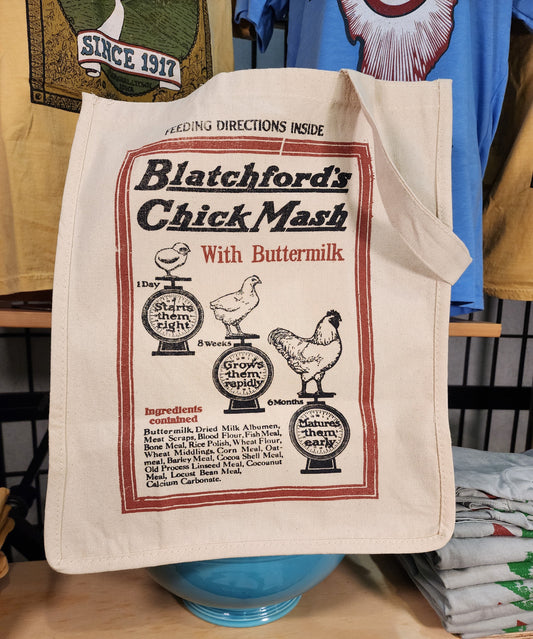 SINCE 1917
FEEDING DIRECTIONS INSIDE
Blatchford's
Chick Mash
With Buttermilk
1 Day
Starts
them
right
8 Weeks
Grows
them
rapidly
6 Months
Matures
them
early
Ingredients
contained
Buttermilk, Dried Milk Albumen,
Meat Scraps, Blood Flour, Fish Meal,
Bone Meal, Rice Polish, Wheat Flour,
Wheat Middlings, Corn Meal, Oat-
meal, Barley Meal, Cocoa Shell Meal,
Old Process Linseed Meal, Cocoanut
Meal, Locust Bean Meal,
Calcium Carbonate.